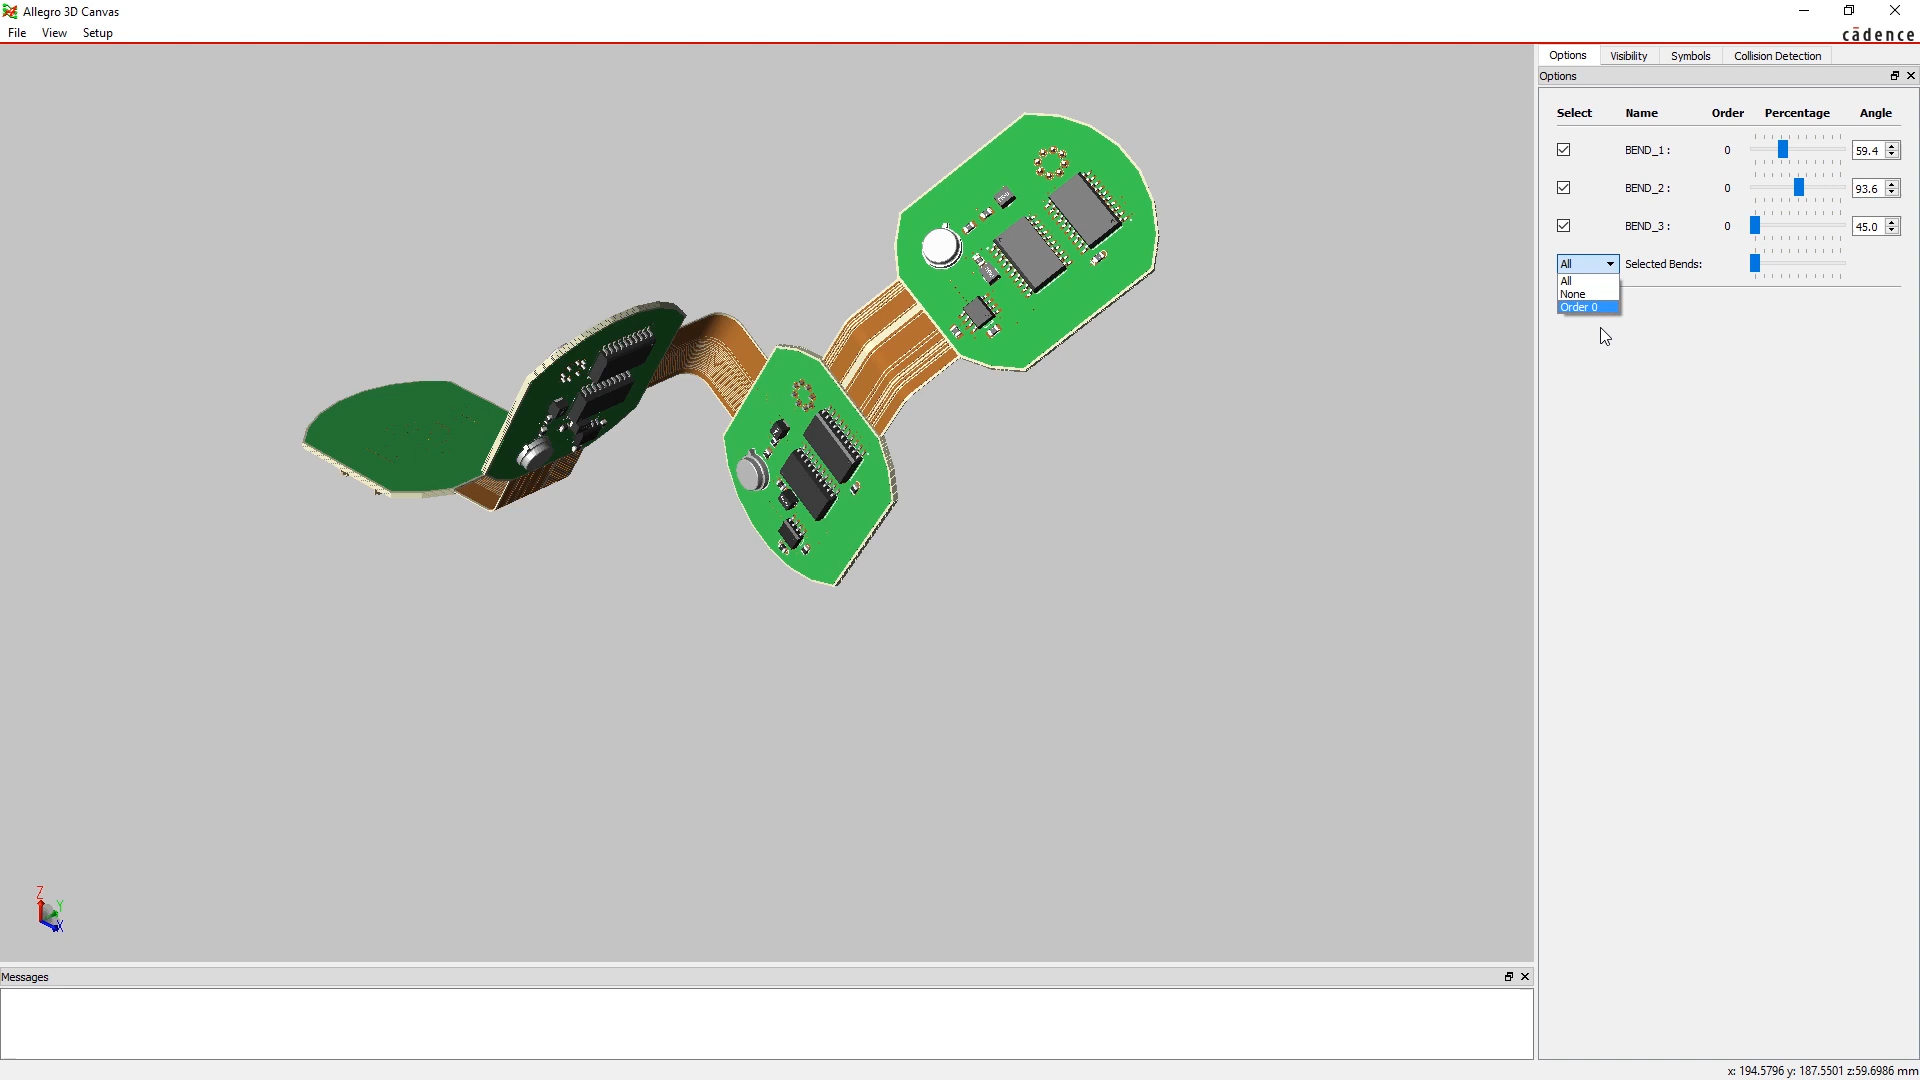 Allegro 3D Canvas
File View Setup
cādence
Options Visibility Symbols Collision Detection
Options
Select Name Order Percentage Angle
BEND_1 : 0 59.4
BEND_2 : 0 93.6
BEND_3 : 0 45.0
All Selected Bends:
All
None
Order 0
Z
Y
X
Messages
x: 194.5796 y: 187.5501 z:59.6986 mm